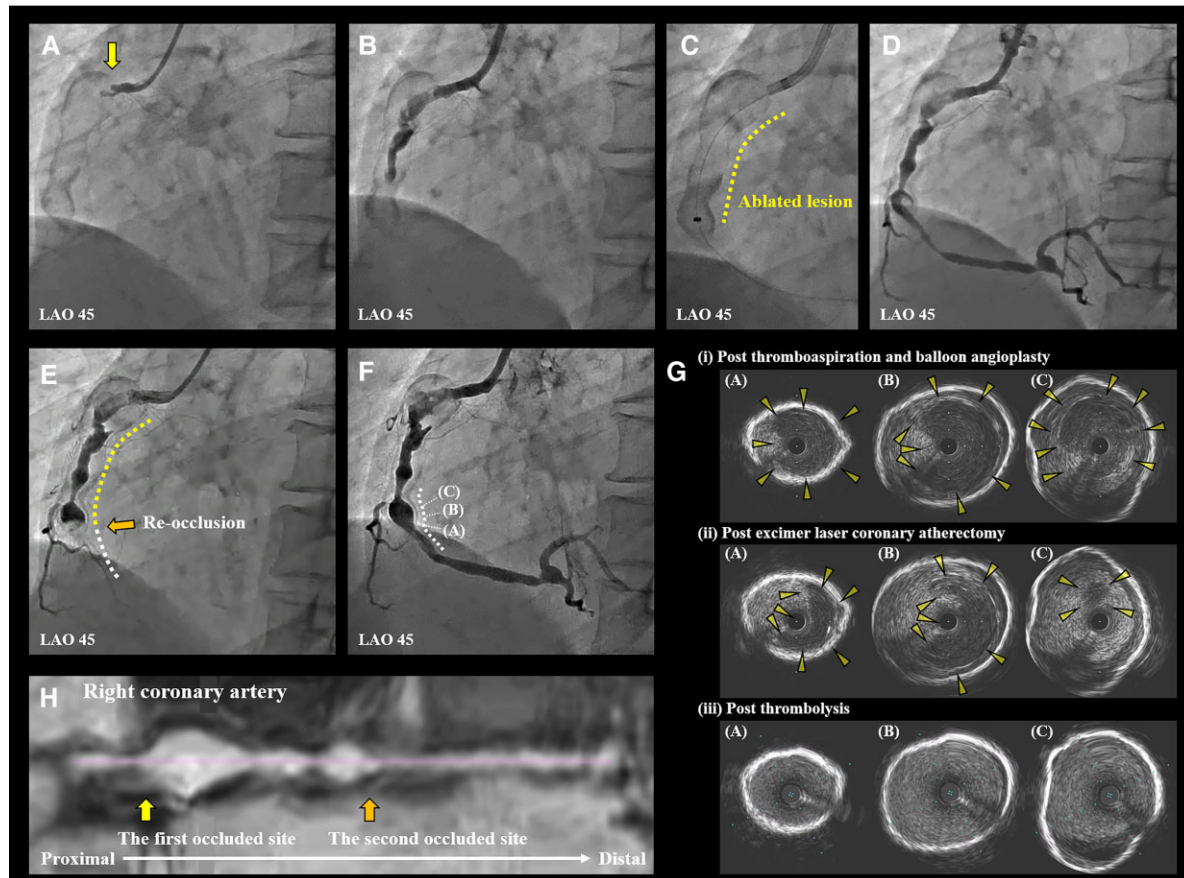 A
LAO 45
B
LAO 45
C
Ablated lesion
LAO 45
D
LAO 45
E
Re-occlusion
LAO 45
F
(C)
(B)
(A)
LAO 45
G
(i) Post thromboaspiration and balloon angioplasty
(A) (B) (C)
(ii) Post excimer laser coronary atherectomy
(A) (B) (C)
(iii) Post thrombolysis
(A) (B) (C)
H Right coronary artery
The first occluded site The second occluded site
Proximal Distal